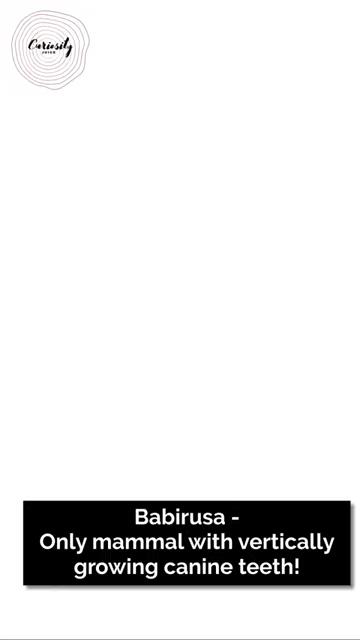 Curiosity
Babirusa -
Only mammal with vertically
growing canine teeth!